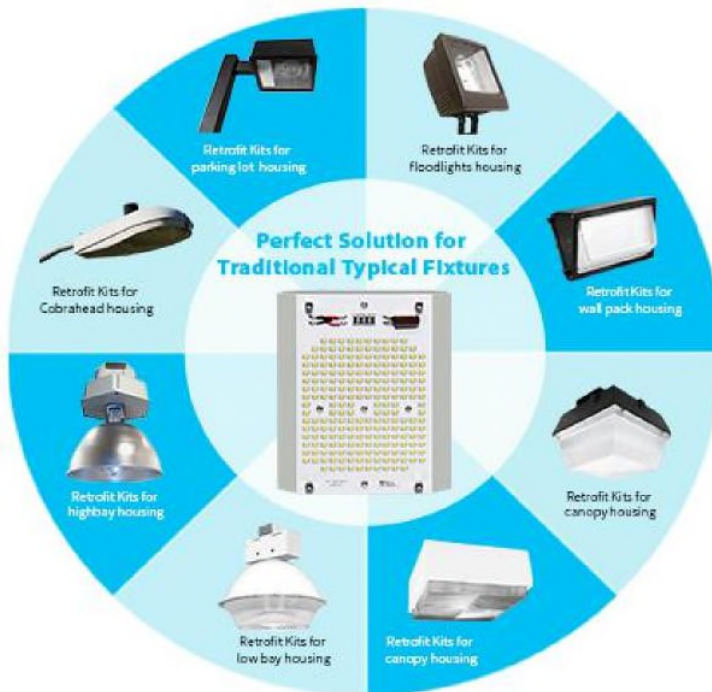 Retrofit Kits for
parking lot housing
Retrofit Kits for
floodlights housing
Retrofit Kits for
Cobrahead housing
Perfect Solution for
Traditional Typical Fixtures
Retrofit Kits for
wall pack housing
Retrofit Kits for
highbay housing
Retrofit Kits for
canopy housing
Retrofit Kits for
low bay housing
Retrofit Kits for
canopy housing